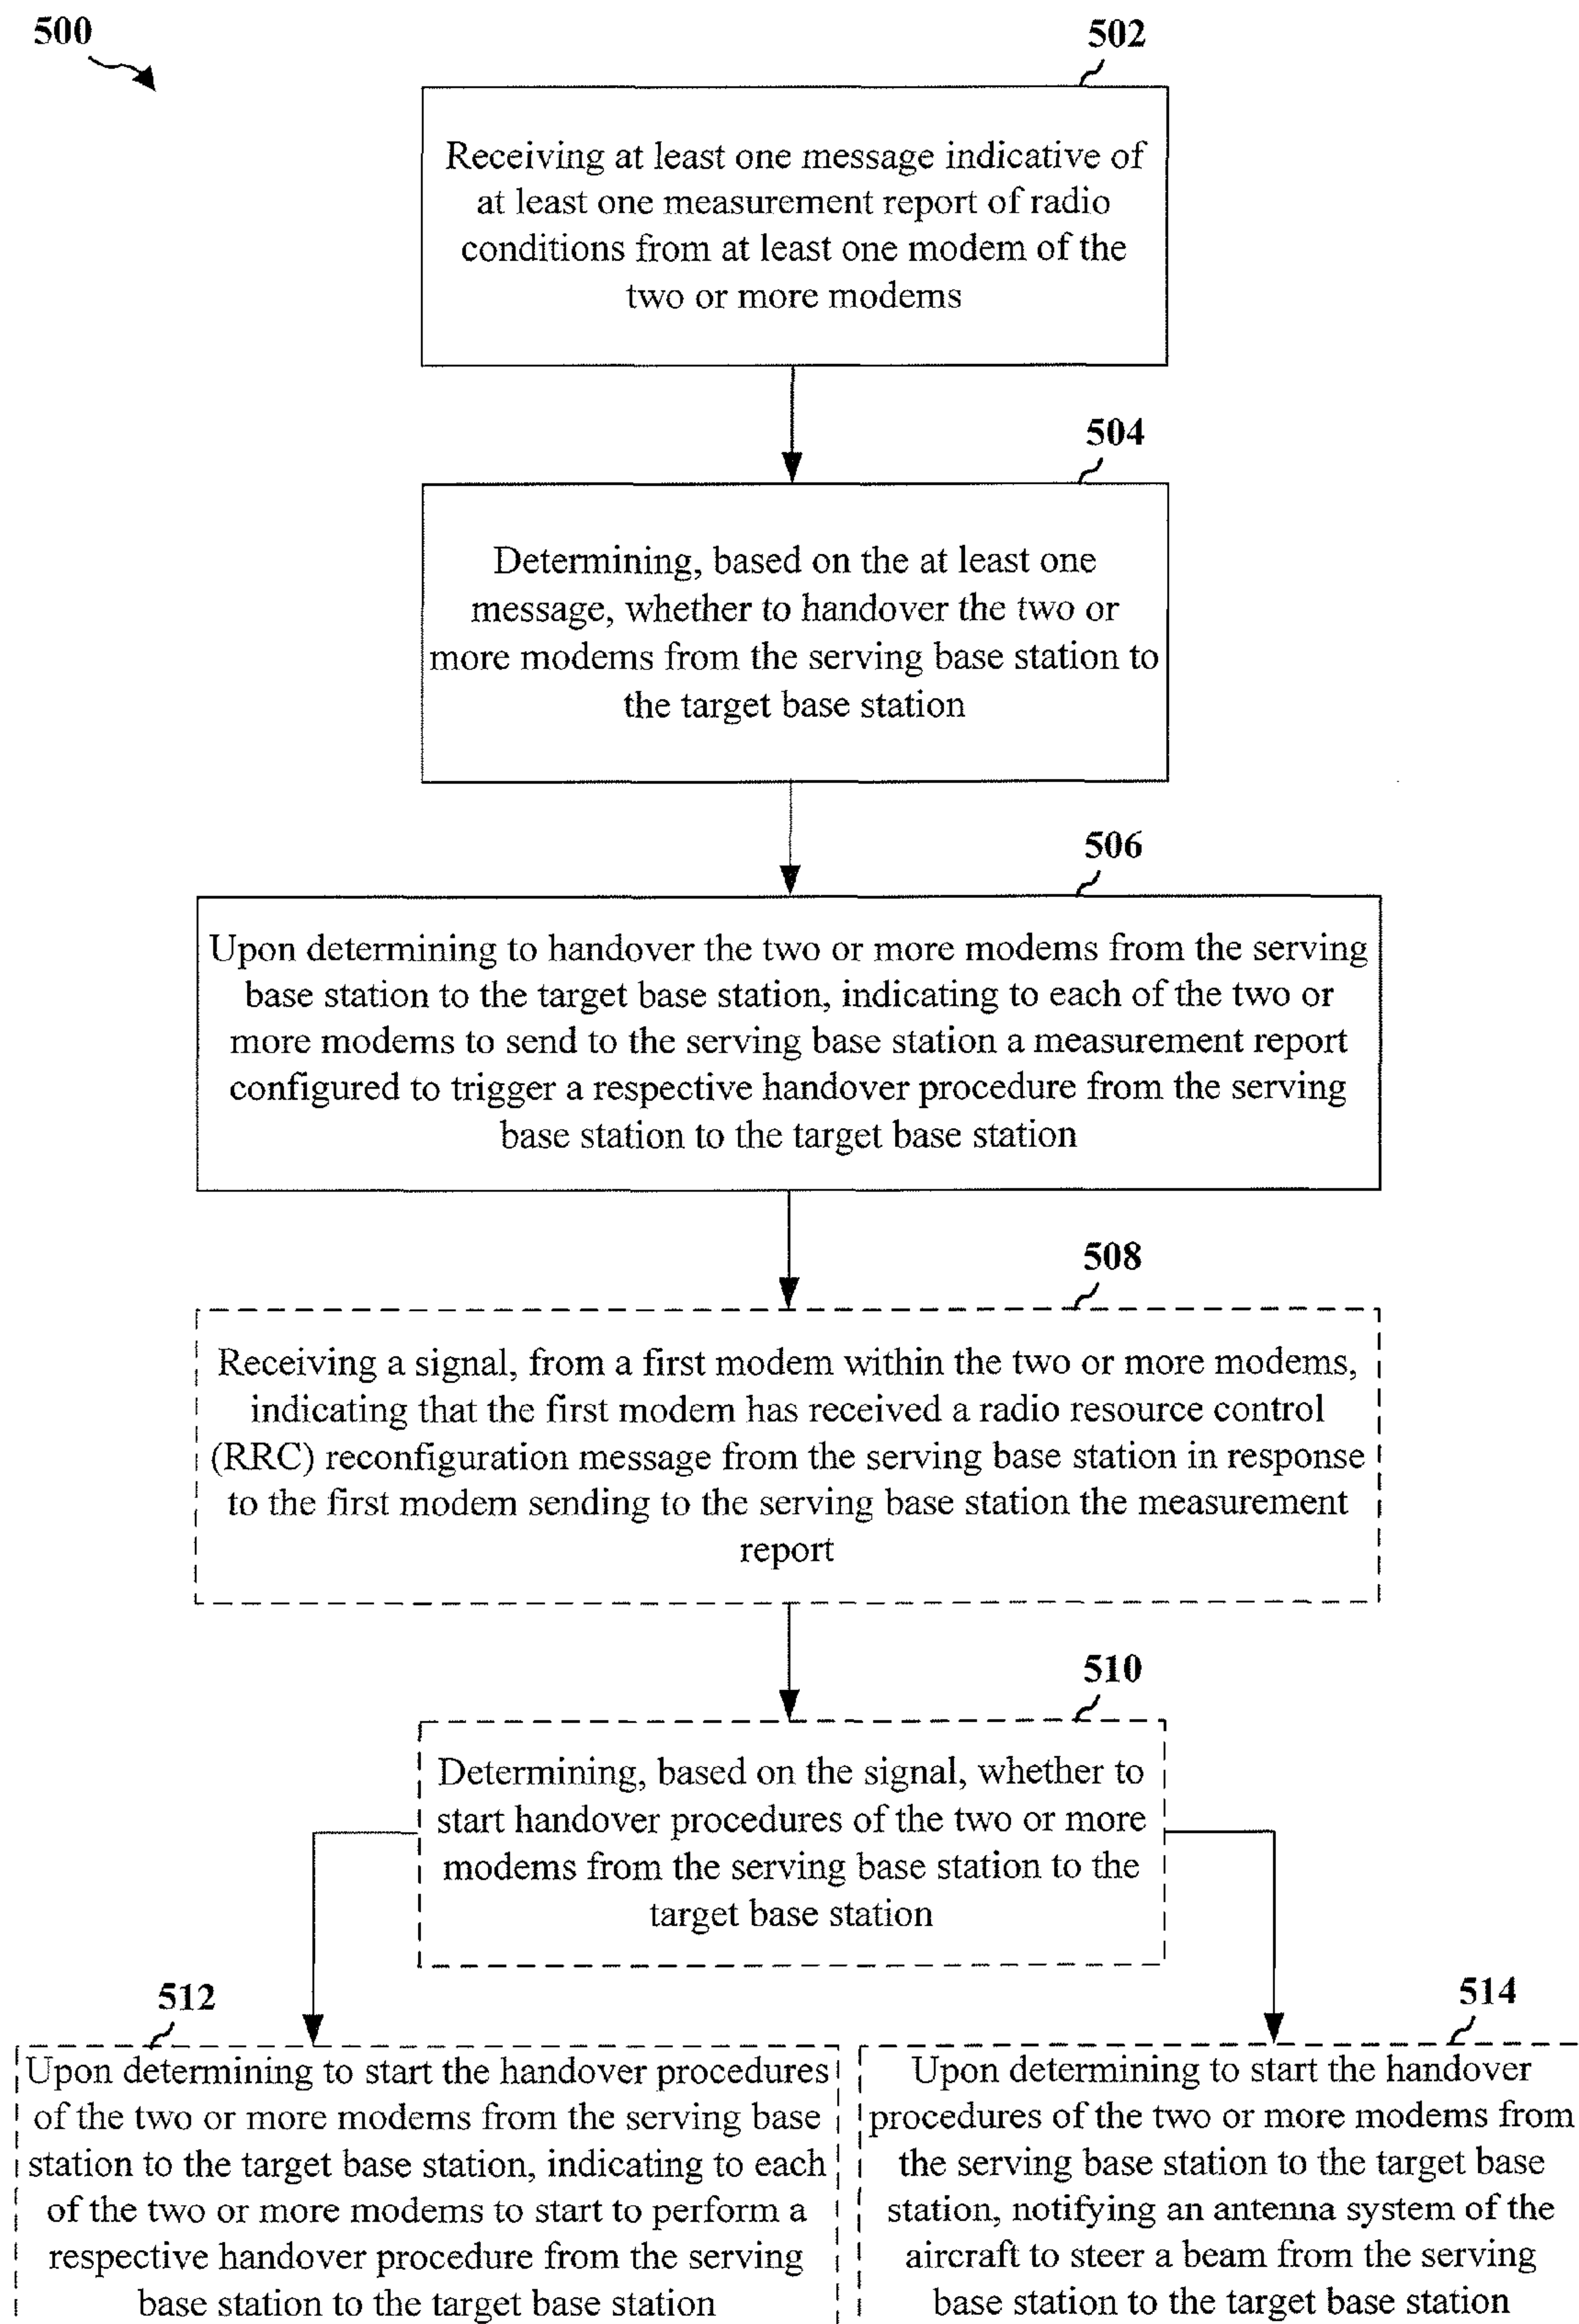 500
502
Receiving at least one message indicative of
at least one measurement report of radio
conditions from at least one modem of the
two or more modems
504
Determining, based on the at least one
message, whether to handover the two or
more modems from the serving base station to
the target base station
506
Upon determining to handover the two or more modems from the serving
base station to the target base station, indicating to each of the two or
more modems to send to the serving base station a measurement report
configured to trigger a respective handover procedure from the serving
base station to the target base station
508
Receiving a signal, from a first modem within the two or more modems,
indicating that the first modem has received a radio resource control
(RRC) reconfiguration message from the serving base station in response
to the first modem sending to the serving base station the measurement
report
510
Determining, based on the signal, whether to
start handover procedures of the two or more
modems from the serving base station to the
target base station
512
Upon determining to start the handover procedures
of the two or more modems from the serving base
station to the target base station, indicating to each
of the two or more modems to start to perform a
respective handover procedure from the serving
base station to the target base station
514
Upon determining to start the handover
procedures of the two or more modems from
the serving base station to the target base
station, notifying an antenna system of the
aircraft to steer a beam from the serving
base station to the target base station